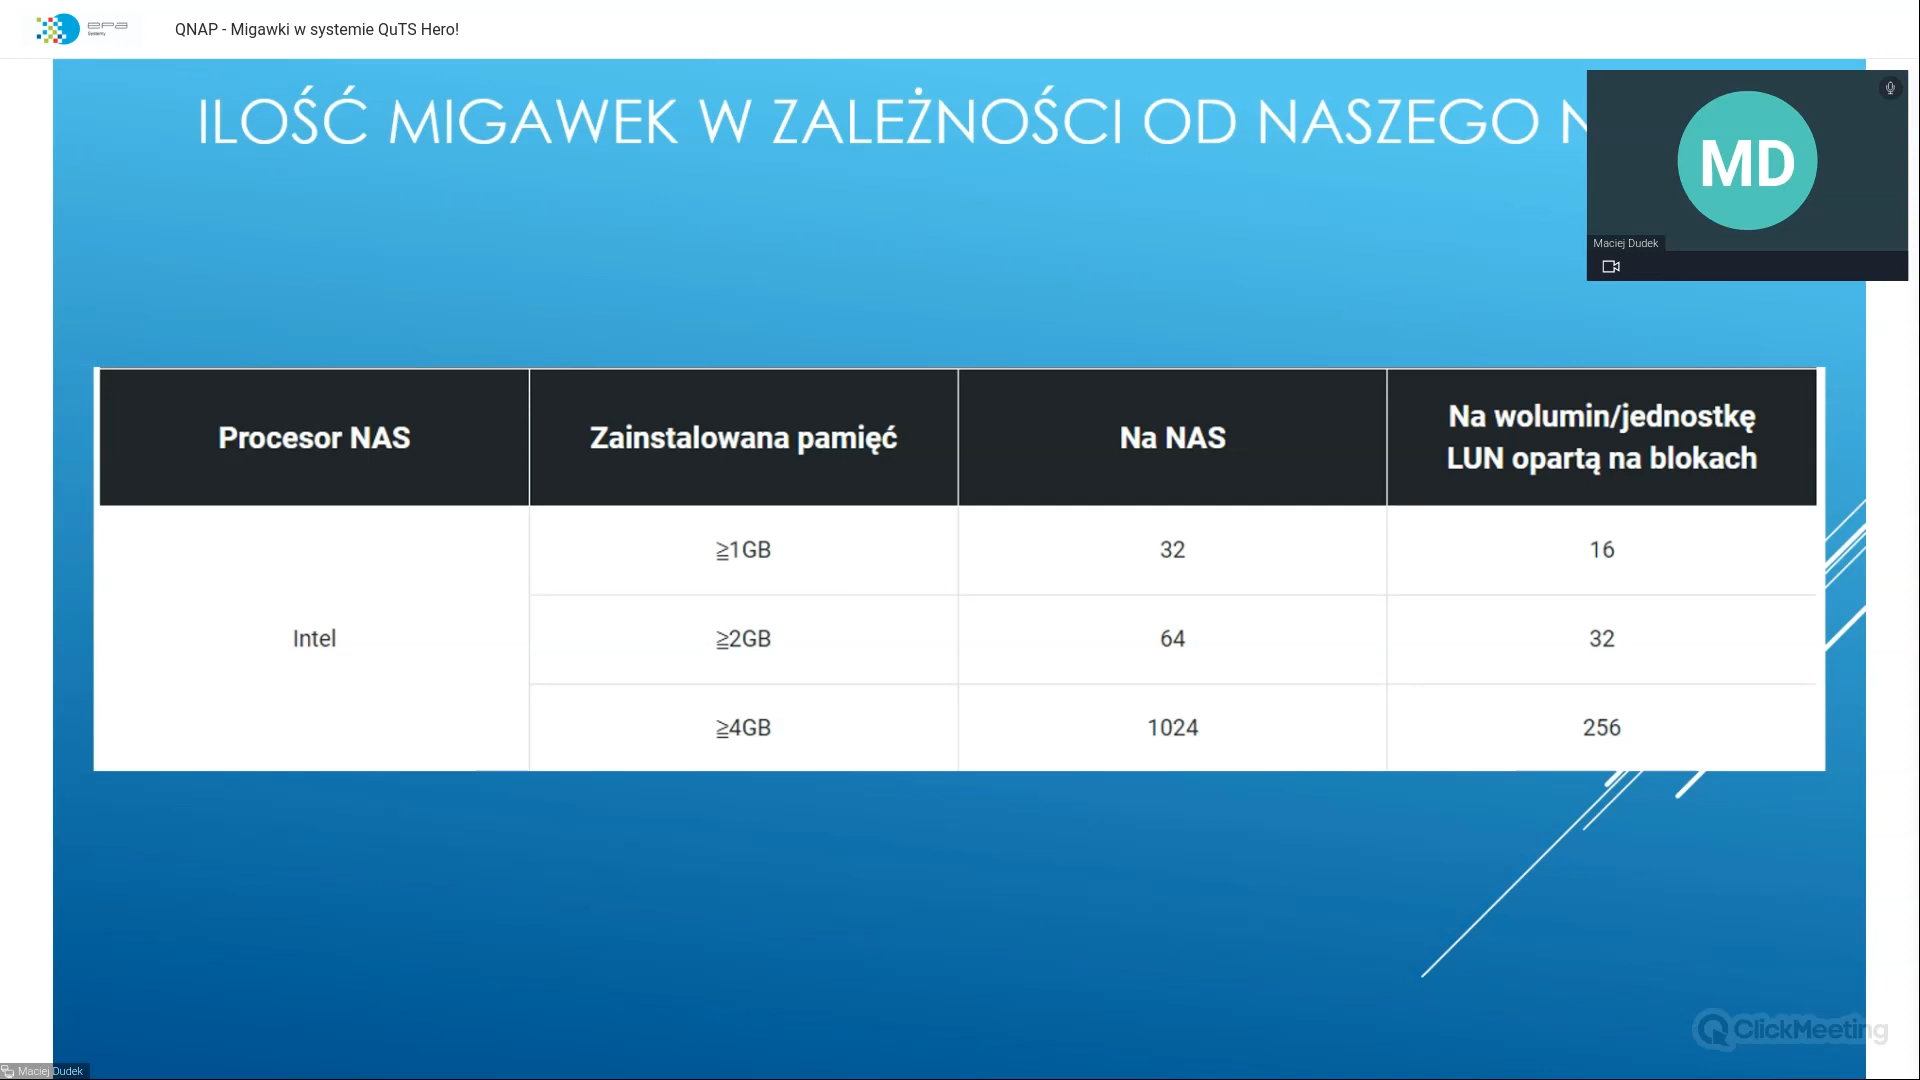 epa
Systemy
QNAP - Migawki w systemie QuTS Hero!
ILOŚĆ MIGAWEK W ZALEŻNOŚCI OD NASZEGO N
MD
Maciej Dudek
Procesor NAS
Zainstalowana pamięć
Na NAS
Na wolumin/jednostkę
LUN opartą na blokach
Intel
≧1GB
32
16
≧2GB
64
32
≧4GB
1024
256
ClickMeeting
Maciej Dudek